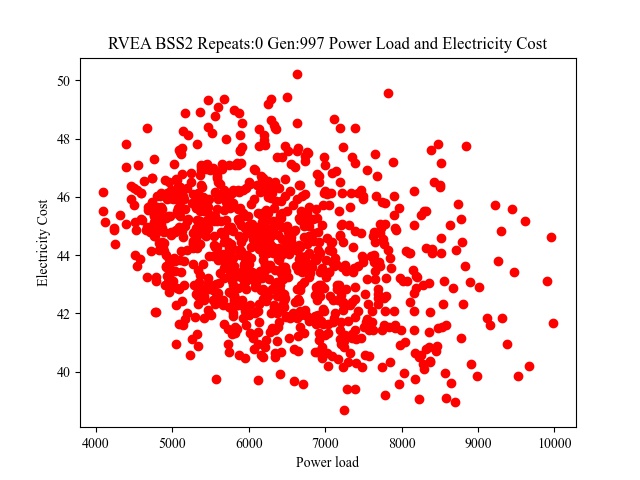 RVEA BSS2 Repeats:0 Gen:997 Power Load and Electricity Cost
50
48
46
44
42
40
Electricity Cost
4000 5000 6000 7000 8000 9000 10000
Power load